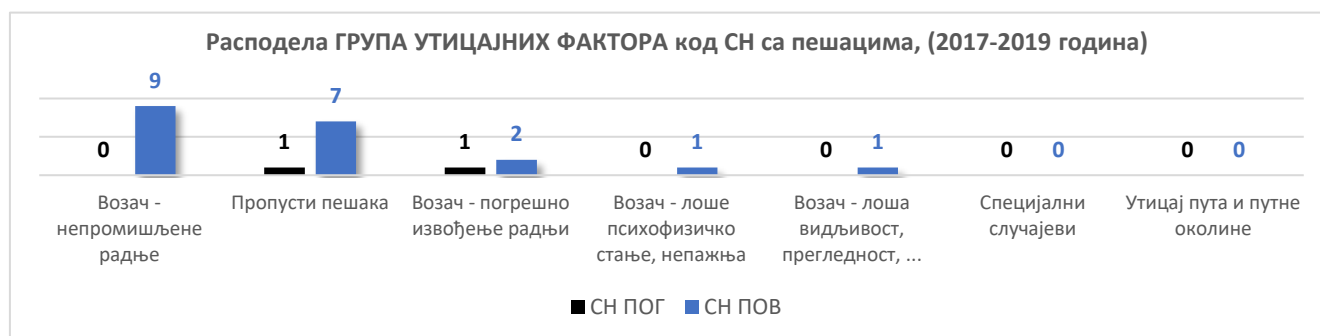 Расподела ГРУПА УТИЦАЈНИХ ФАКТОРА код СН са пешацима, (2017-2019 година)
0 9 1 7 1 2 0 1 0 1 0 0 0 0
Возач -
непромишљене
радње
Пропусти пешака
Возач - погрешно
извођење радњи
Возач - лоше
психофизичко
стање, непажња
Возач - лоша
видљивост,
прегледност, ...
Специјални
случајеви
Утицај пута и путне
околине
СН ПОГ СН ПОВ